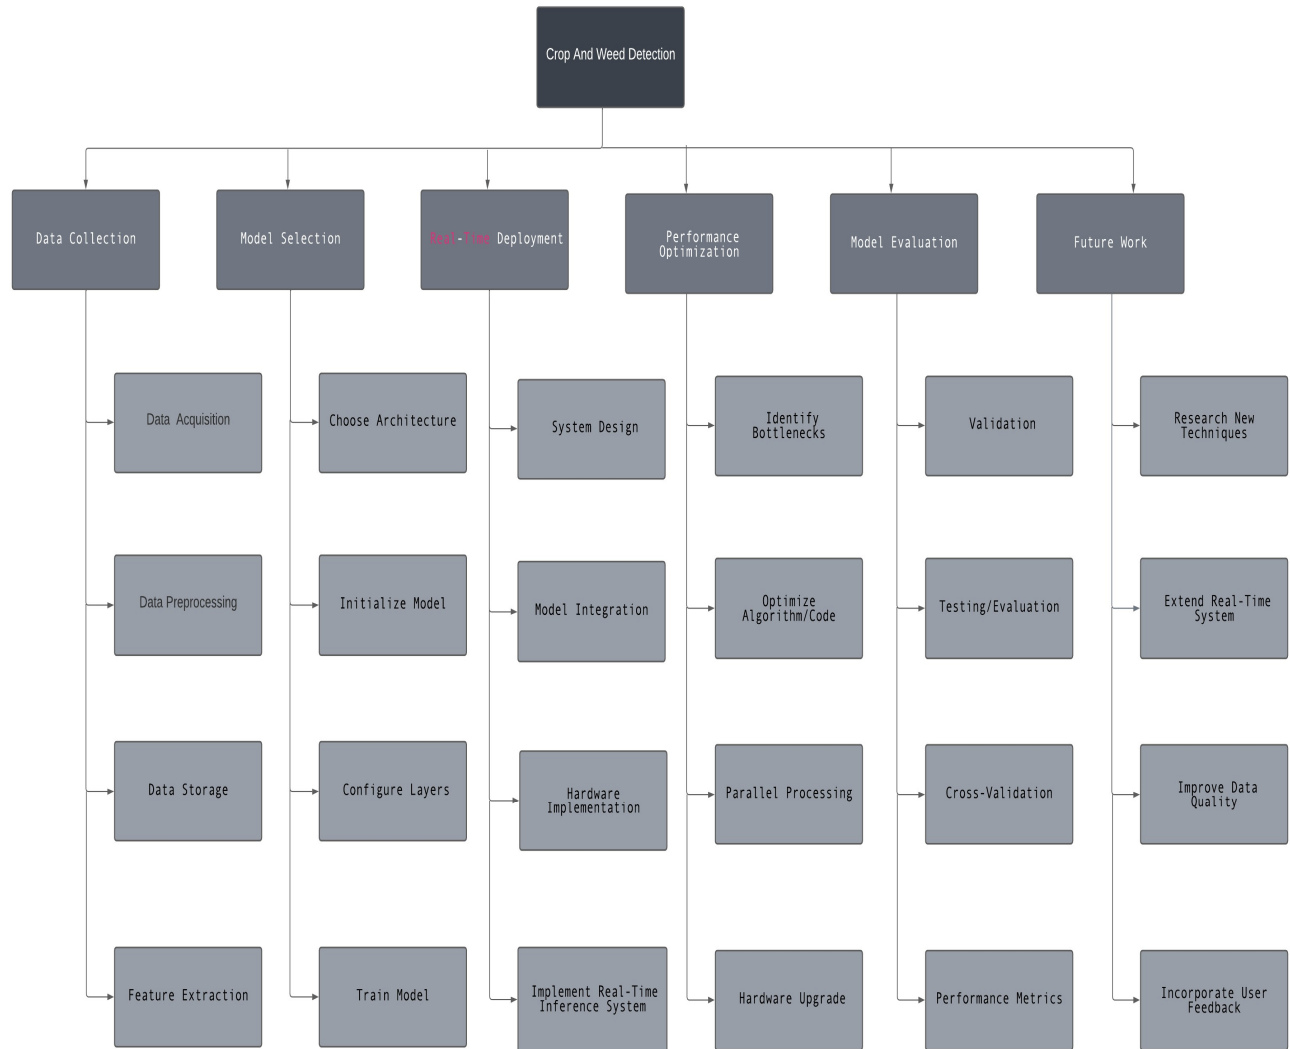 Crop And Weed Detection
Data Collection
Model Selection
Real-Time Deployment
Performance
Optimization
Model Evaluation
Future Work
Data Acquisition
Choose Architecture
System Design
Identify
Bottlenecks
Validation
Research New
Techniques
Data Preprocessing
Initialize Model
Model Integration
Optimize
Algorithm/Code
Testing/Evaluation
Extend Real-Time
System
Data Storage
Configure Layers
Hardware
Implementation
Parallel Processing
Cross-Validation
Improve Data
Quality
Feature Extraction
Train Model
Implement Real-Time
Inference System
Hardware Upgrade
Performance Metrics
Incorporate User
Feedback